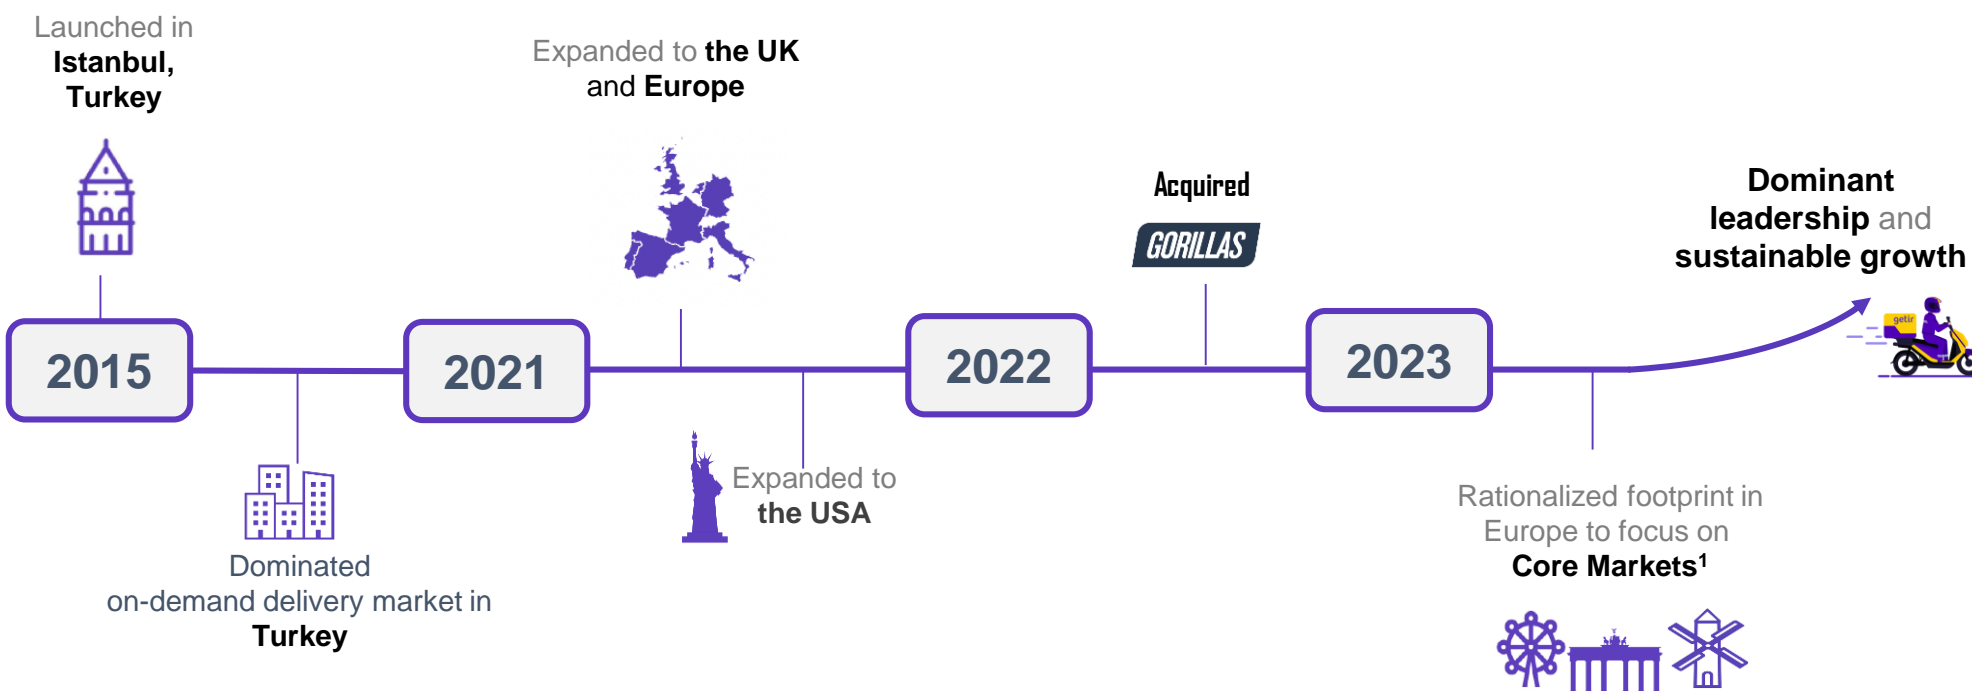 Launched in
Istanbul,
Turkey
Expanded to the UK
and Europe
Acquired
GORILLAS
Dominant
leadership and
sustainable growth
getir
2015
2021
2022
2023
Expanded to
the USA
Dominated
on-demand delivery market in
Turkey
Rationalized footprint in
Europe to focus on
Core Markets¹